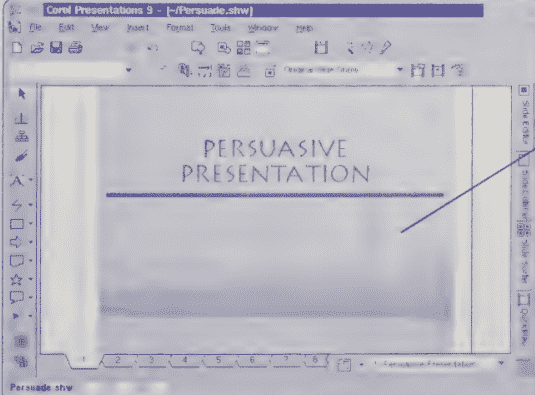 Corel Presentations 9 - [~/Persuade.shw]
File Edit View Insert Format Tools Window Help
PERSUASIVE
PRESENTATION
Slide Editor
Slide Outliner
Slide Sorter
QuickPlay
1 2 3 4 5 6 7 8
Persuade.shw